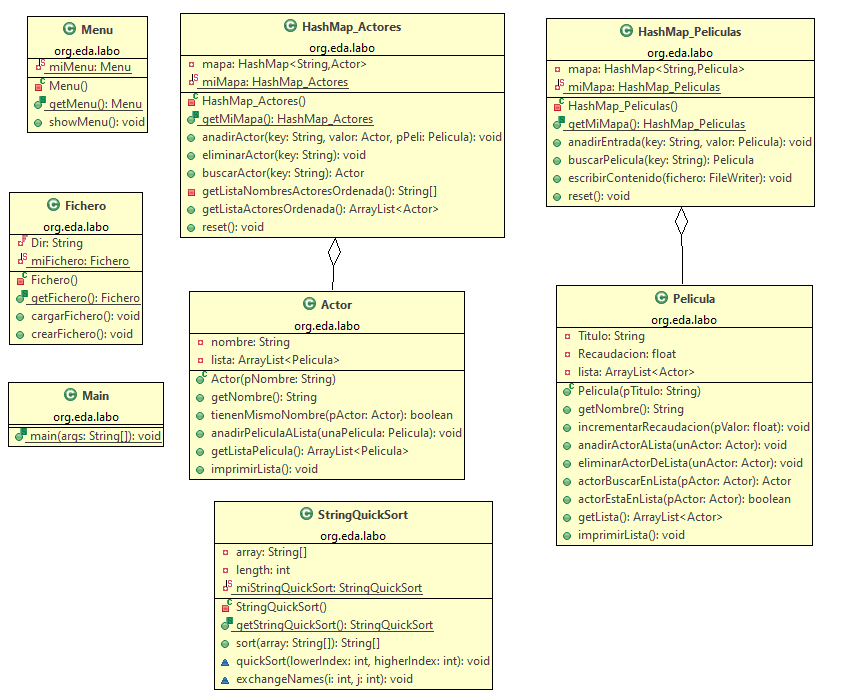 Menu
org.eda.labo
miMenu: Menu
Menu()
getMenu(): Menu
showMenu(): void
HashMap_Actores
org.eda.labo
mapa: HashMap<String,Actor>
miMapa: HashMap_Actores
HashMap_Actores()
getMiMapa(): HashMap_Actores
anadirActor(key: String, valor: Actor, pPeli: Pelicula): void
eliminarActor(key: String): void
buscarActor(key: String): Actor
getListaNombresActoresOrdenada(): String[]
getListaActoresOrdenada(): ArrayList<Actor>
reset(): void
HashMap_Peliculas
org.eda.labo
mapa: HashMap<String,Pelicula>
miMapa: HashMap_Peliculas
HashMap_Peliculas()
getMiMapa(): HashMap_Peliculas
anadirEntrada(key: String, valor: Pelicula): void
buscarPelicula(key: String): Pelicula
escribirContenido(fichero: FileWriter): void
reset(): void
Fichero
org.eda.labo
Dir: String
miFichero: Fichero
Fichero()
getFichero(): Fichero
cargarFichero(): void
crearFichero(): void
Actor
org.eda.labo
nombre: String
lista: ArrayList<Pelicula>
Actor(pNombre: String)
getNombre(): String
tienenMismoNombre(pActor: Actor): boolean
anadirPeliculaALista(unaPelicula: Pelicula): void
getListaPelicula(): ArrayList<Pelicula>
imprimirLista(): void
Pelicula
org.eda.labo
Titulo: String
Recaudacion: float
lista: ArrayList<Actor>
Pelicula(pTitulo: String)
getNombre(): String
incrementarRecaudacion(pValor: float): void
anadirActorALista(unActor: Actor): void
eliminarActorDeLista(unActor: Actor): void
actorBuscarEnLista(pActor: Actor): Actor
actorEstaEnLista(pActor: Actor): boolean
getLista(): ArrayList<Actor>
imprimirLista(): void
Main
org.eda.labo
main(args: String[]): void
StringQuickSort
org.eda.labo
array: String[]
length: int
miStringQuickSort: StringQuickSort
StringQuickSort()
getStringQuickSort(): StringQuickSort
sort(array: String[]): String[]
quickSort(lowerIndex: int, higherIndex: int): void
exchangeNames(i: int, j: int): void